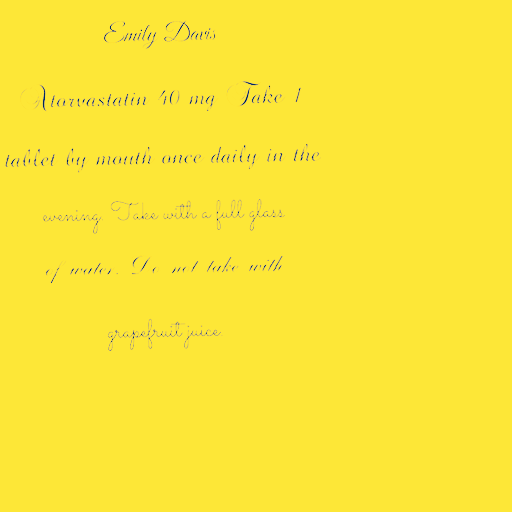 Emily Davis
Atorvastatin 40 mg Take 1
tablet by mouth once daily in the
evening. Take with a full glass
of water. Do not take with
grapefruit juice.